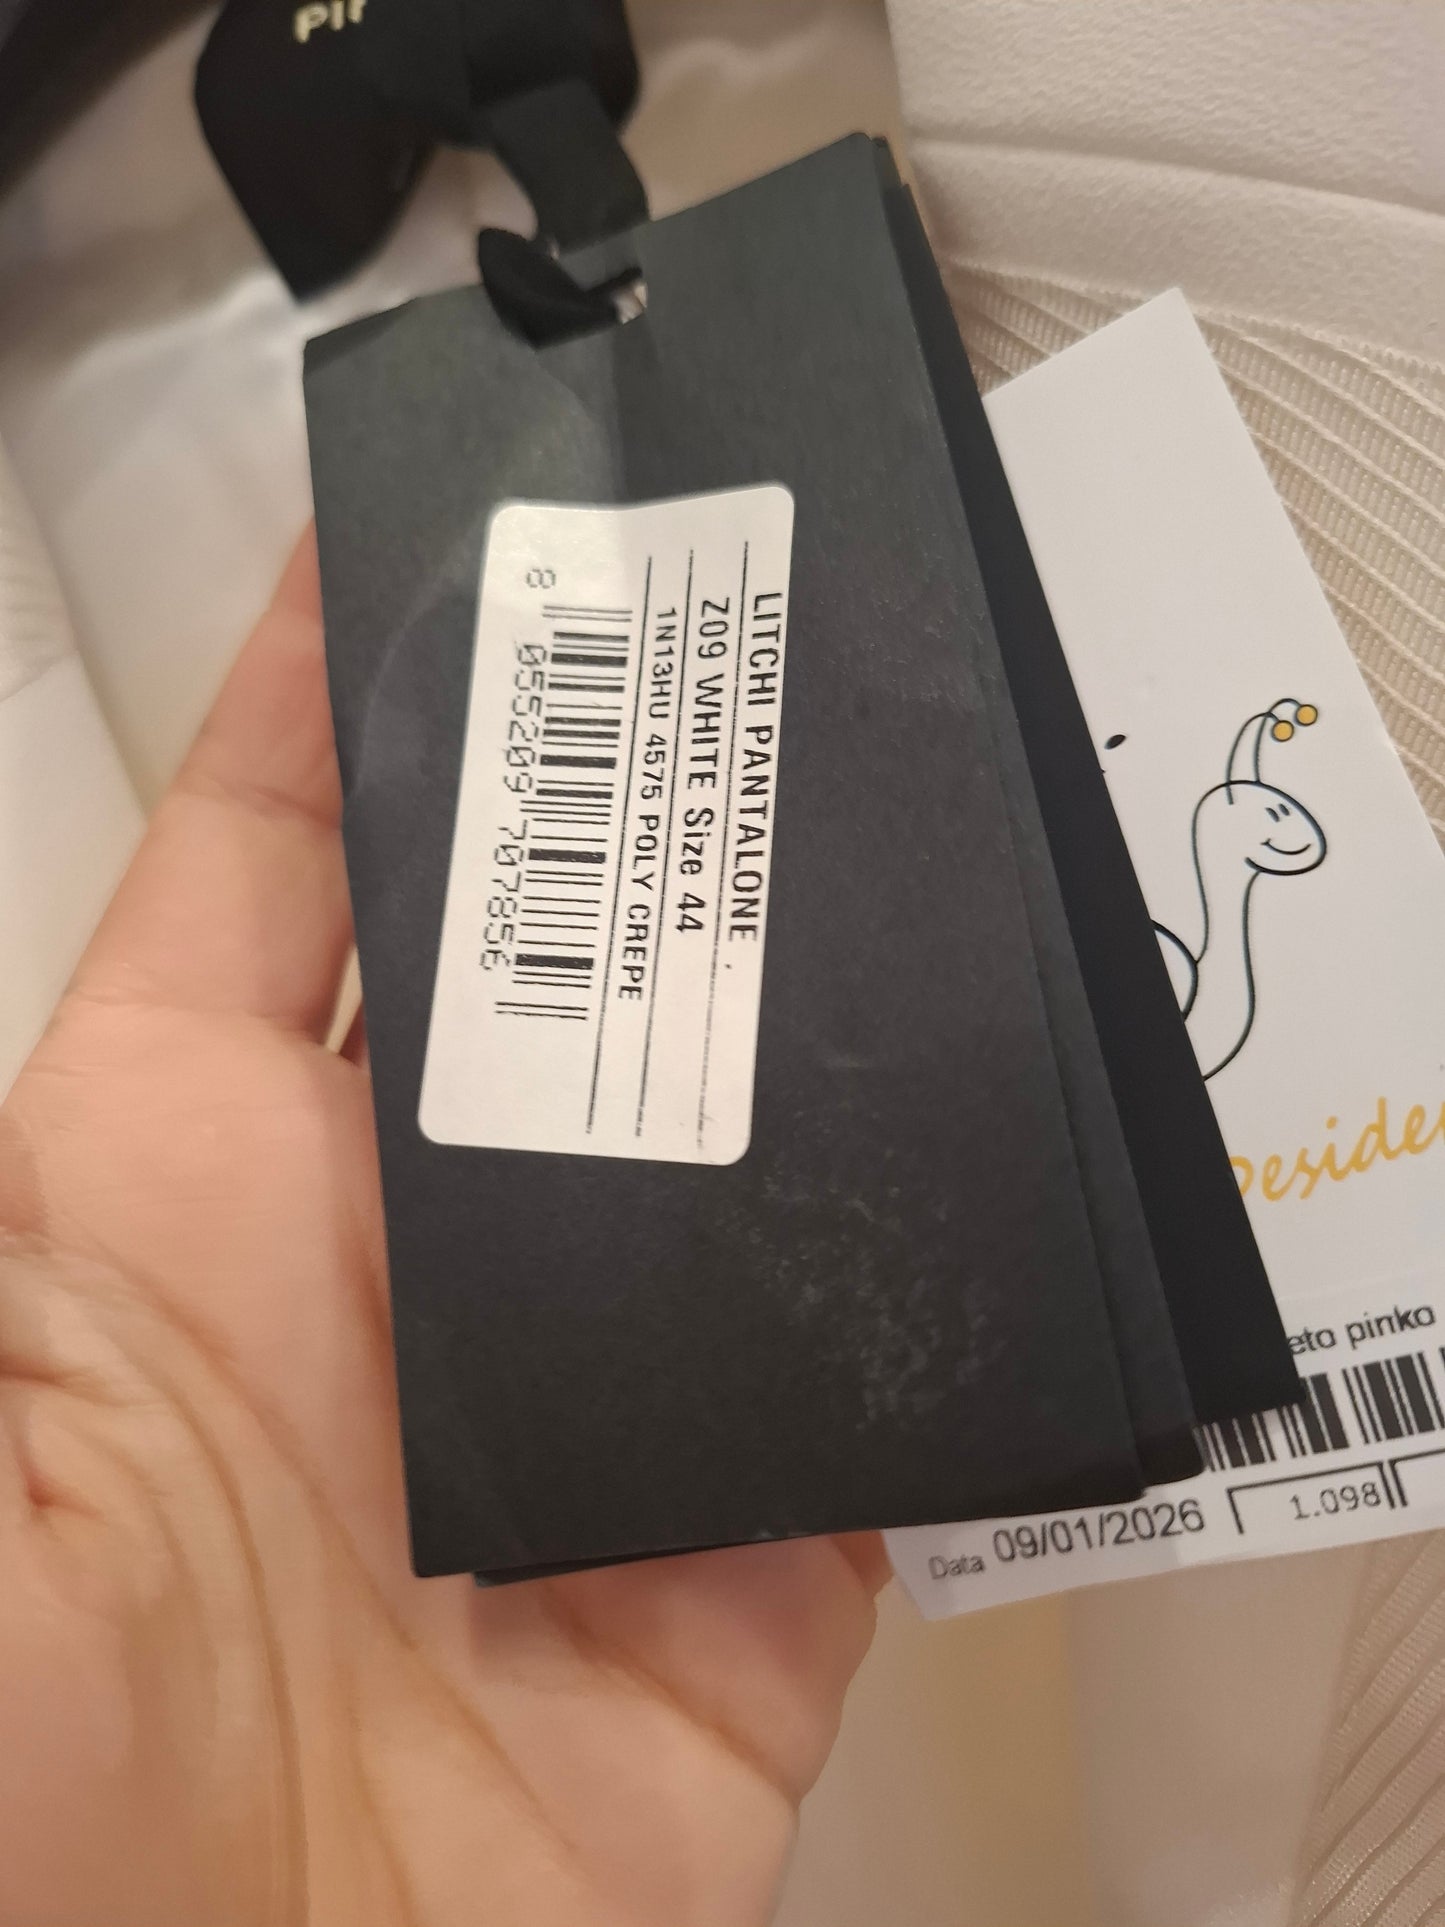 LITCHI PANTALONE .
Z09 WHITE Size 44
1N13HU 4575 POLY CREPE
8 055209 707856
pinko
Data 09/01/2026
1.098